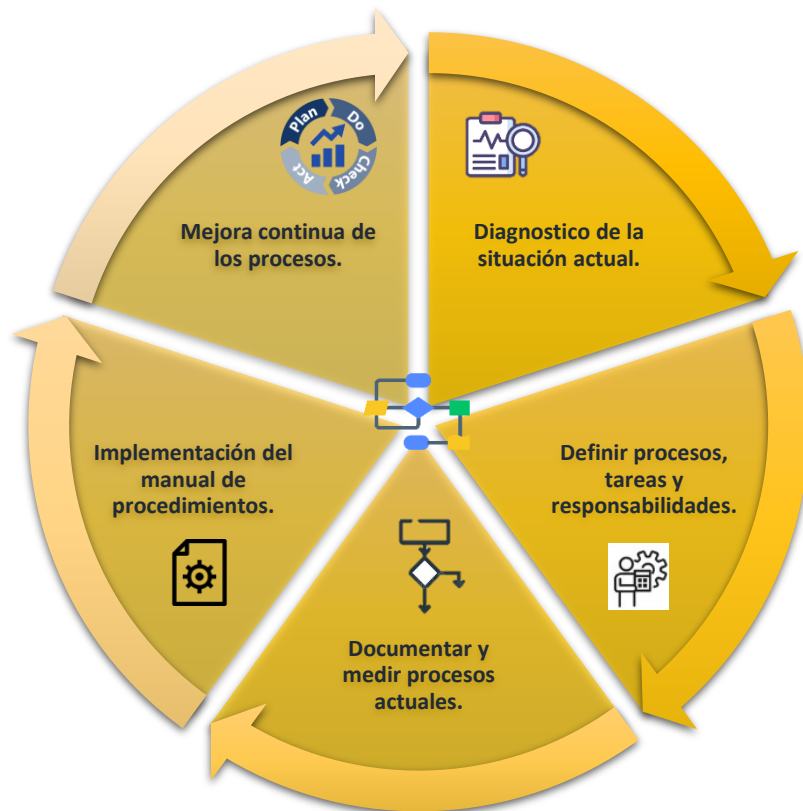 Plan
Do
Check
Act
Mejora continua de
los procesos.
Diagnostico de la
situación actual.
Definir procesos,
tareas y
responsabilidades.
Documentar y
medir procesos
actuales.
Implementación del
manual de
procedimientos.